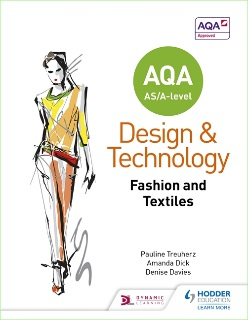 AQA
Approved
AQA
AS/A-level
Design &
Technology
Fashion and
Textiles
Pauline Treuherz
Amanda Dick
Denise Davies
DYNAMIC
LEARNING
HODDER
EDUCATION
LEARN MORE